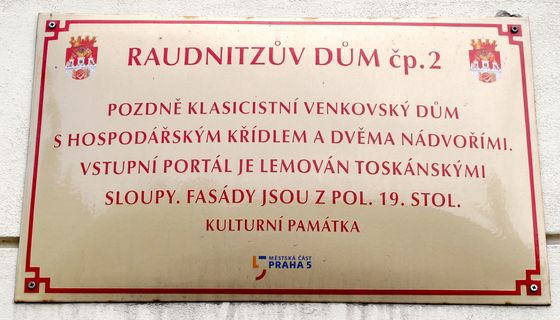 RAUDNITZŮV DŮM čp.2
POZDNĚ KLASICISTNÍ VENKOVSKÝ DŮM
S HOSPODÁŘSKÝM KŘÍDLEM A DVĚMA NÁDVOŘÍMI.
VSTUPNÍ PORTÁL JE LEMOVÁN TOSKÁNSKÝMI
SLOUPY. FASÁDY JSOU Z POL. 19. STOL.
KULTURNÍ PAMÁTKA
MĚSTSKÁ ČÁST
PRAHA 5